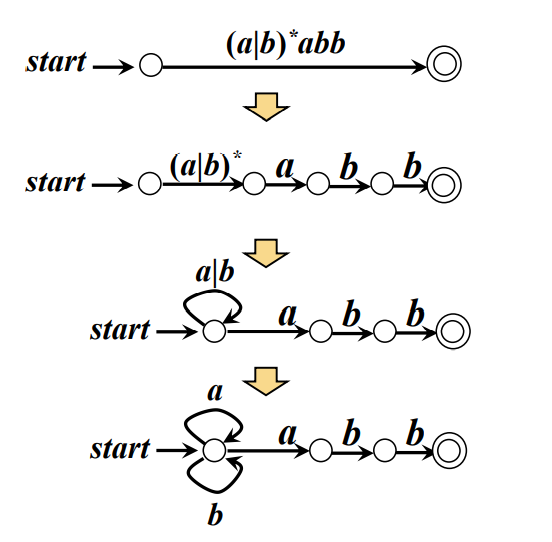 (a|b)*abb
start
(a|b)* a b b
start
a|b
start a b b
a
start a b b
b